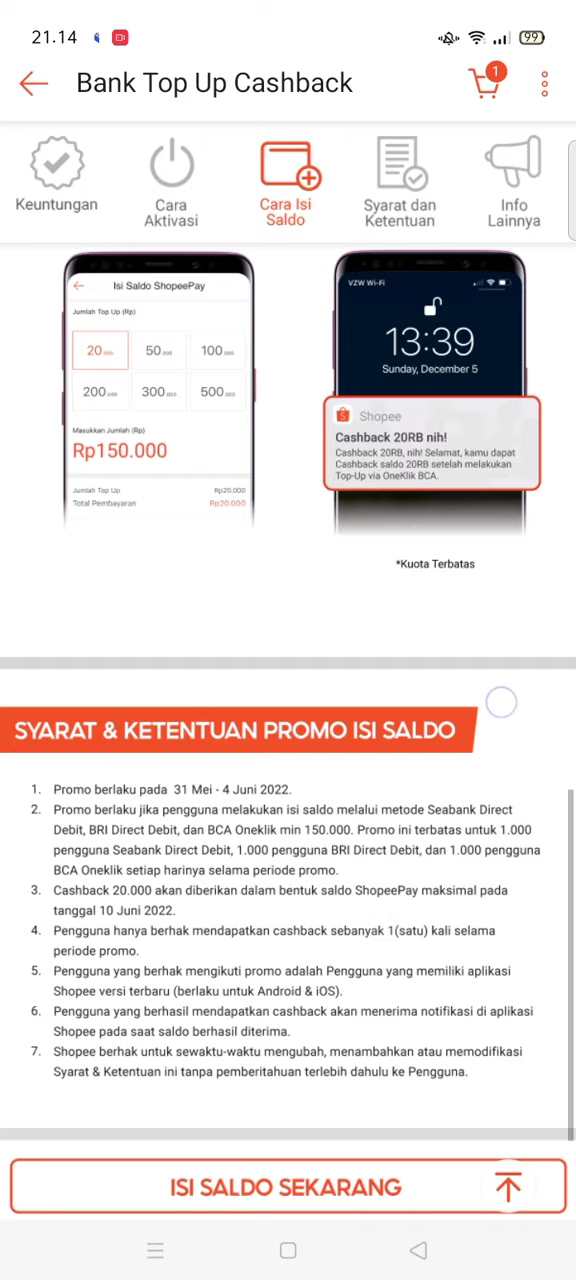 21.14
99
Bank Top Up Cashback
1
Keuntungan
Cara
Aktivasi
Cara Isi
Saldo
Syarat dan
Ketentuan
Info
Lainnya
Isi Saldo ShopeePay
Jumlah Top Up (Rp)
20.000 50.000 100.000
200.000 300.000 500.000
Masukkan Jumlah (Rp)
Rp150.000
Jumlah Top Up Rp20.000
Total Pembayaran Rp20.000
VZW Wi-Fi
13:39
Sunday, December 5
Shopee
Cashback 20RB nih!
Cashback 20RB, nih! Selamat, kamu dapat
Cashback saldo 20RB setelah melakukan
Top-Up via OneKlik BCA.
*Kuota Terbatas
SYARAT & KETENTUAN PROMO ISI SALDO
1. Promo berlaku pada 31 Mei - 4 Juni 2022.
2. Promo berlaku jika pengguna melakukan isi saldo melalui metode Seabank Direct
Debit, BRI Direct Debit, dan BCA Oneklik min 150.000. Promo ini terbatas untuk 1.000
pengguna Seabank Direct Debit, 1.000 pengguna BRI Direct Debit, dan 1.000 pengguna
BCA Oneklik setiap harinya selama periode promo.
3. Cashback 20.000 akan diberikan dalam bentuk saldo ShopeePay maksimal pada
tanggal 10 Juni 2022.
4. Pengguna hanya berhak mendapatkan cashback sebanyak 1(satu) kali selama
periode promo.
5. Pengguna yang berhak mengikuti promo adalah Pengguna yang memiliki aplikasi
Shopee versi terbaru (berlaku untuk Android & iOS).
6. Pengguna yang berhasil mendapatkan cashback akan menerima notifikasi di aplikasi
Shopee pada saat saldo berhasil diterima.
7. Shopee berhak untuk sewaktu-waktu mengubah, menambahkan atau memodifikasi
Syarat & Ketentuan ini tanpa pemberitahuan terlebih dahulu ke Pengguna.
ISI SALDO SEKARANG